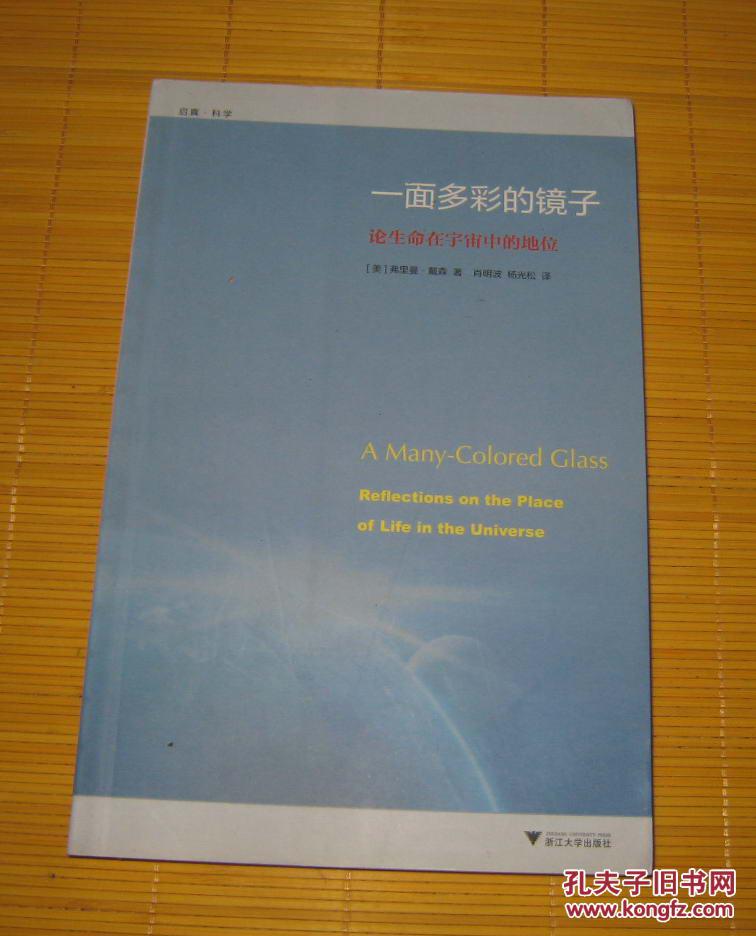 启真·科学
一面多彩的镜子
论生命在宇宙中的地位
[美]弗里曼·戴森 著 肖明波 杨光松 译
A Many-Colored Glass
Reflections on the Place
of Life in the Universe
ZHEJIANG UNIVERSITY PRESS
浙江大学出版社
孔夫子旧书网
www.kongfz.com